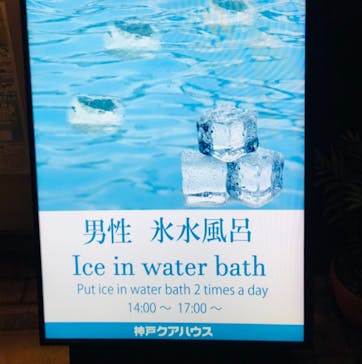 男性 氷水風呂
Ice in water bath
Put ice in water bath 2 times a day
14:00 ～ 17:00 ～
神戸クアハウス